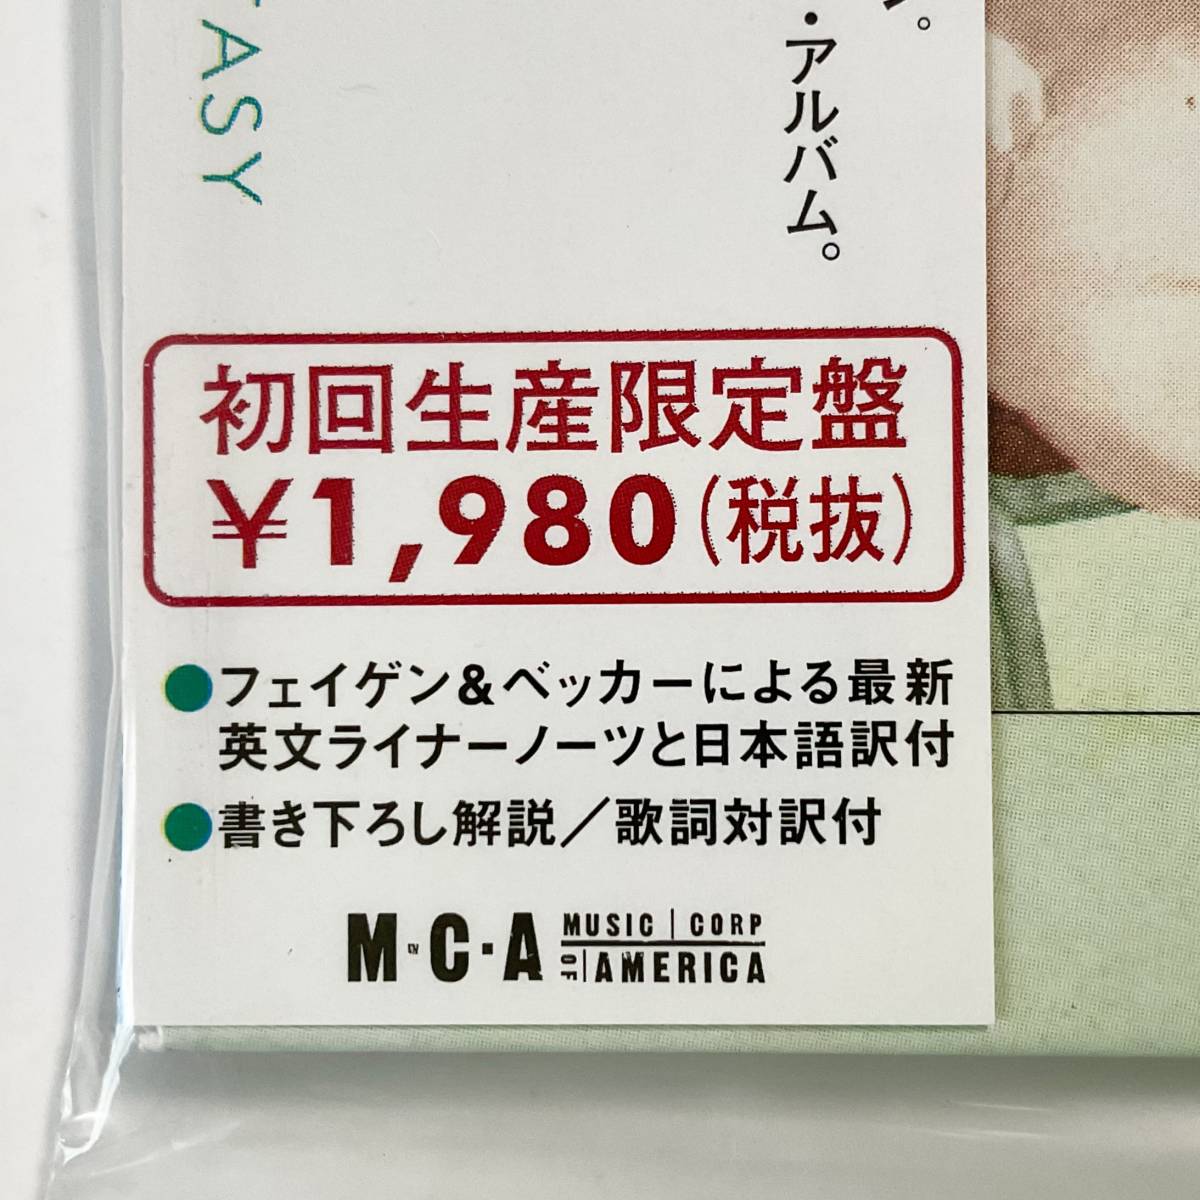 TASY
・アルバム。
初回生産限定盤
¥1,980(税抜)
●フェイゲン&ベッカーによる最新
英文ライナーノーツと日本語訳付
●書き下ろし解説／歌詞対訳付
M·C·A MUSIC | CORP
OF | AMERICA